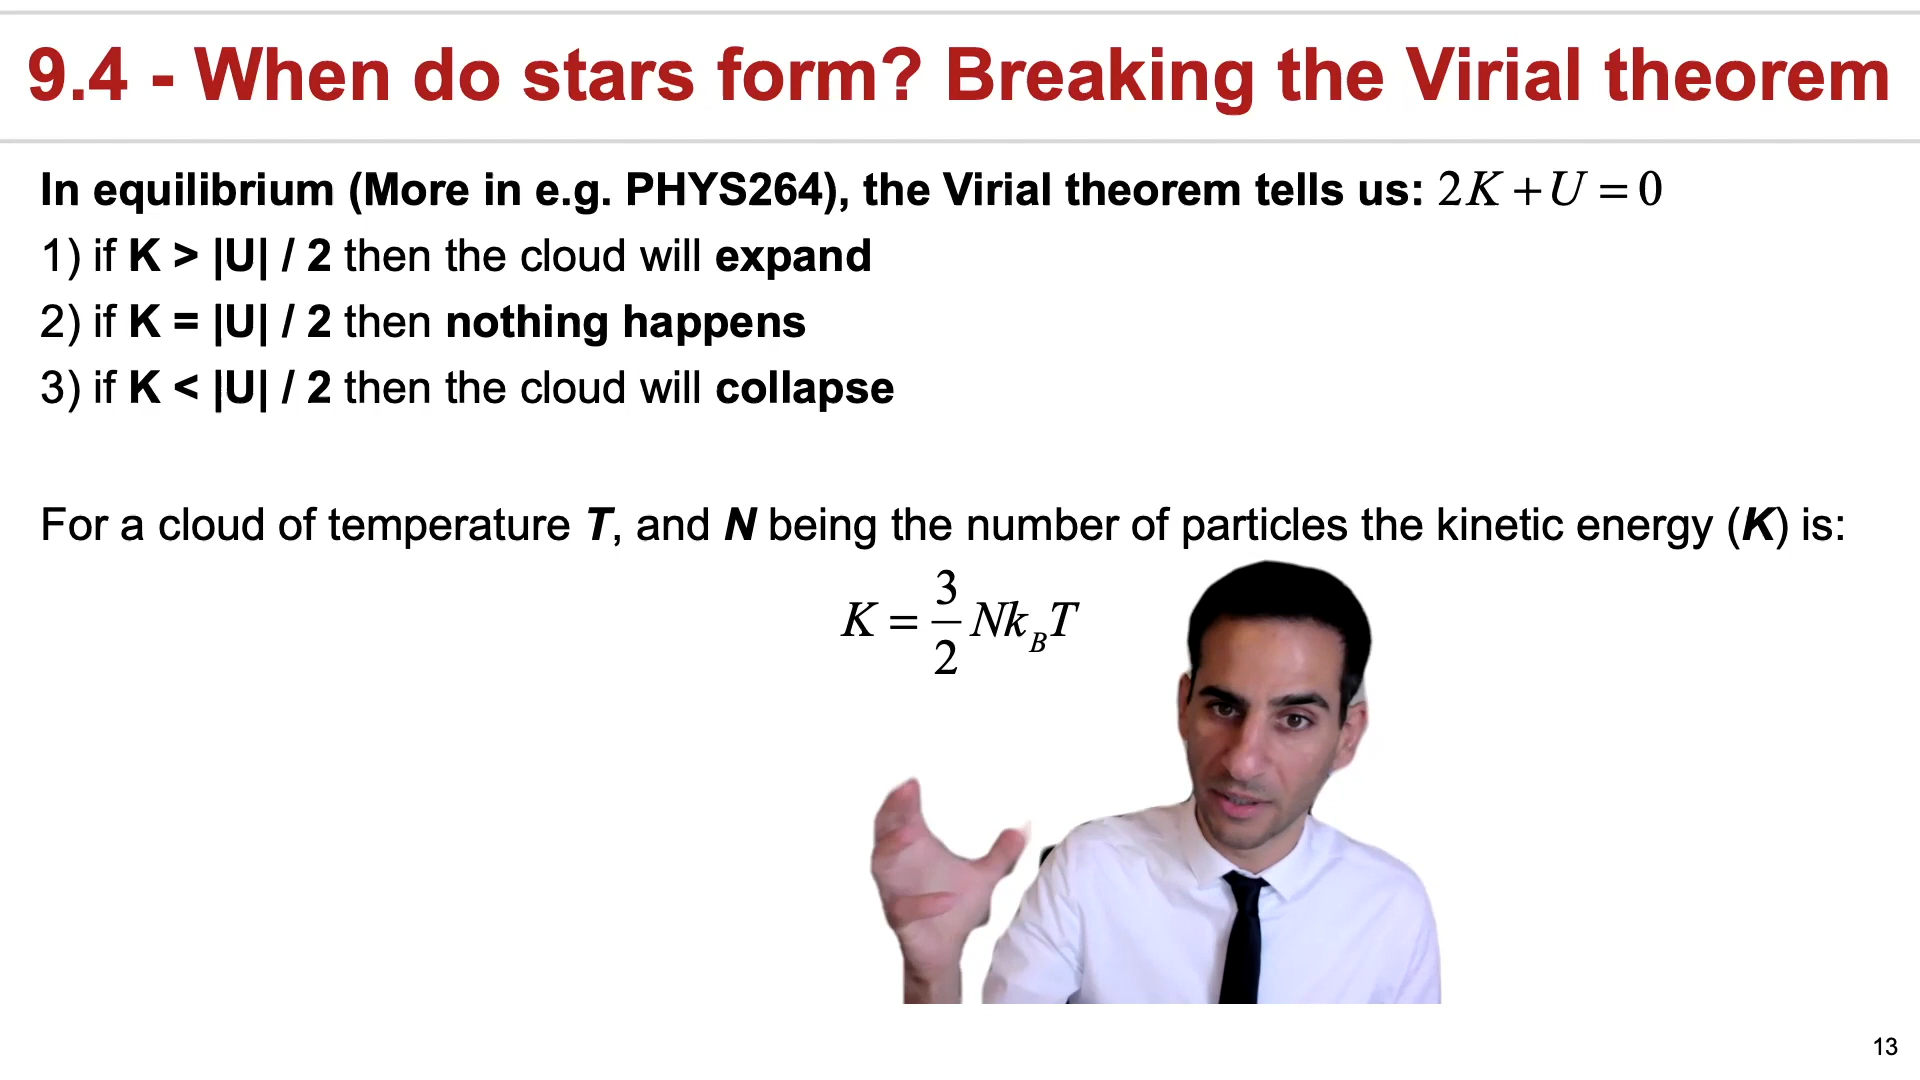 9.4 - When do stars form? Breaking the Virial theorem
In equilibrium (More in e.g. PHYS264), the Virial theorem tells us: 2K + U = 0
1) if K > |U| / 2 then the cloud will expand
2) if K = |U| / 2 then nothing happens
3) if K < |U| / 2 then the cloud will collapse
For a cloud of temperature T, and N being the number of particles the kinetic energy (K) is:
K = 3/2 Nk_B T
13